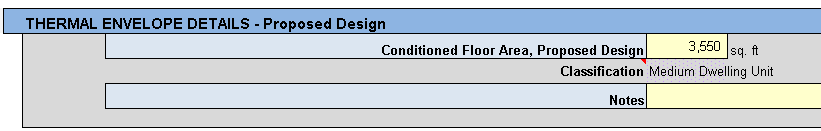 THERMAL ENVELOPE DETAILS - Proposed Design
Conditioned Floor Area, Proposed Design 3,550 sq. ft
Classification Medium Dwelling Unit
Notes